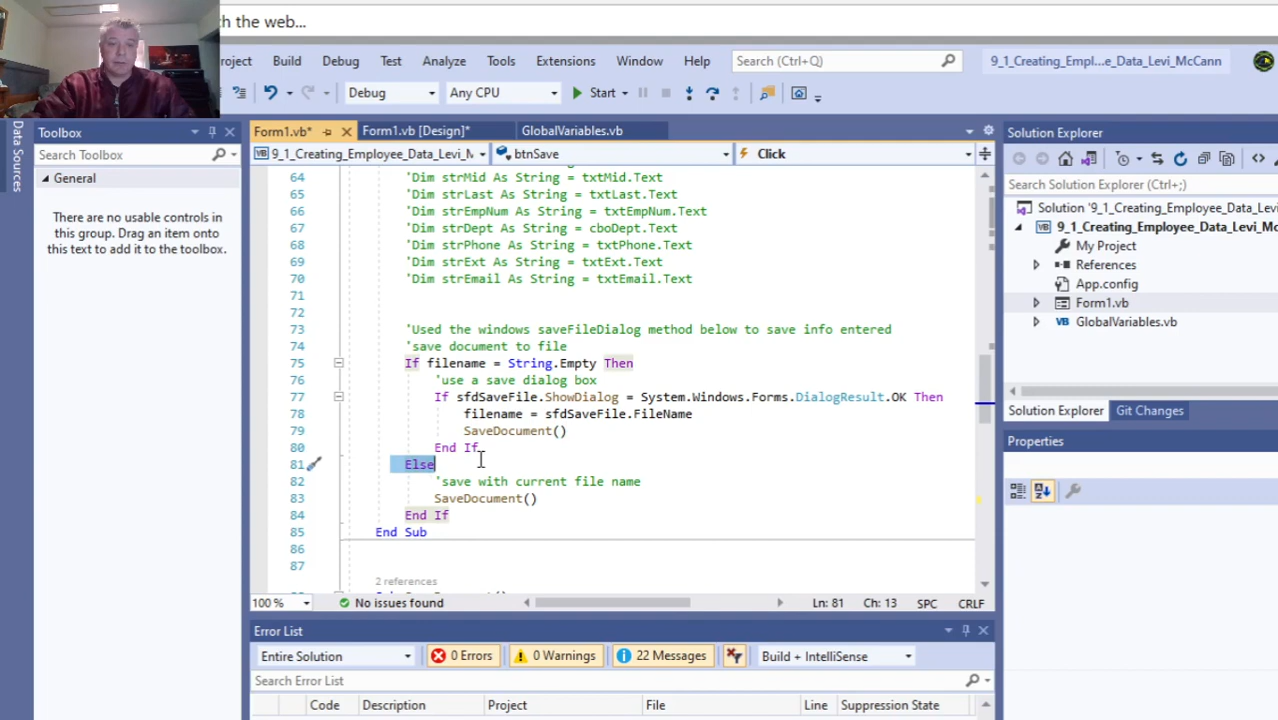 th the web...
roject Build Debug Test Analyze Tools Extensions Window Help Search (Ctrl+Q) 9_1_Creating_Empl...e_Data_Levi_McCann
Debug Any CPU Start
Data Sources
Toolbox
Search Toolbox
General
There are no usable controls in
this group. Drag an item onto
this text to add it to the toolbox.
Form1.vb* Form1.vb [Design]* GlobalVariables.vb
9_1_Creating_Employee_Data_Levi_M btnSave Click
64 'Dim strMid As String = txtMid.Text
65 'Dim strLast As String = txtLast.Text
66 'Dim strEmpNum As String = txtEmpNum.Text
67 'Dim strDept As String = cboDept.Text
68 'Dim strPhone As String = txtPhone.Text
69 'Dim strExt As String = txtExt.Text
70 'Dim strEmail As String = txtEmail.Text
71
72
73 'Used the windows saveFileDialog method below to save info entered
74 'save document to file
75 If filename = String.Empty Then
76 'use a save dialog box
77 If sfdSaveFile.ShowDialog = System.Windows.Forms.DialogResult.OK Then
78 filename = sfdSaveFile.FileName
79 SaveDocument()
80 End If
81 Else
82 'save with current file name
83 SaveDocument()
84 End If
85 End Sub
86
87
2 references
100 % No issues found Ln: 81 Ch: 13 SPC CRLF
Error List
Entire Solution 0 Errors 0 Warnings 22 Messages Build + IntelliSense
Search Error List
Code Description Project File Line Suppression State
Solution Explorer
Search Solution Explorer (Ctrl+;)
Solution '9_1_Creating_Employee_Data_Levi
9_1_Creating_Employee_Data_Levi_Mc
My Project
References
App.config
Form1.vb
GlobalVariables.vb
Solution Explorer Git Changes
Properties